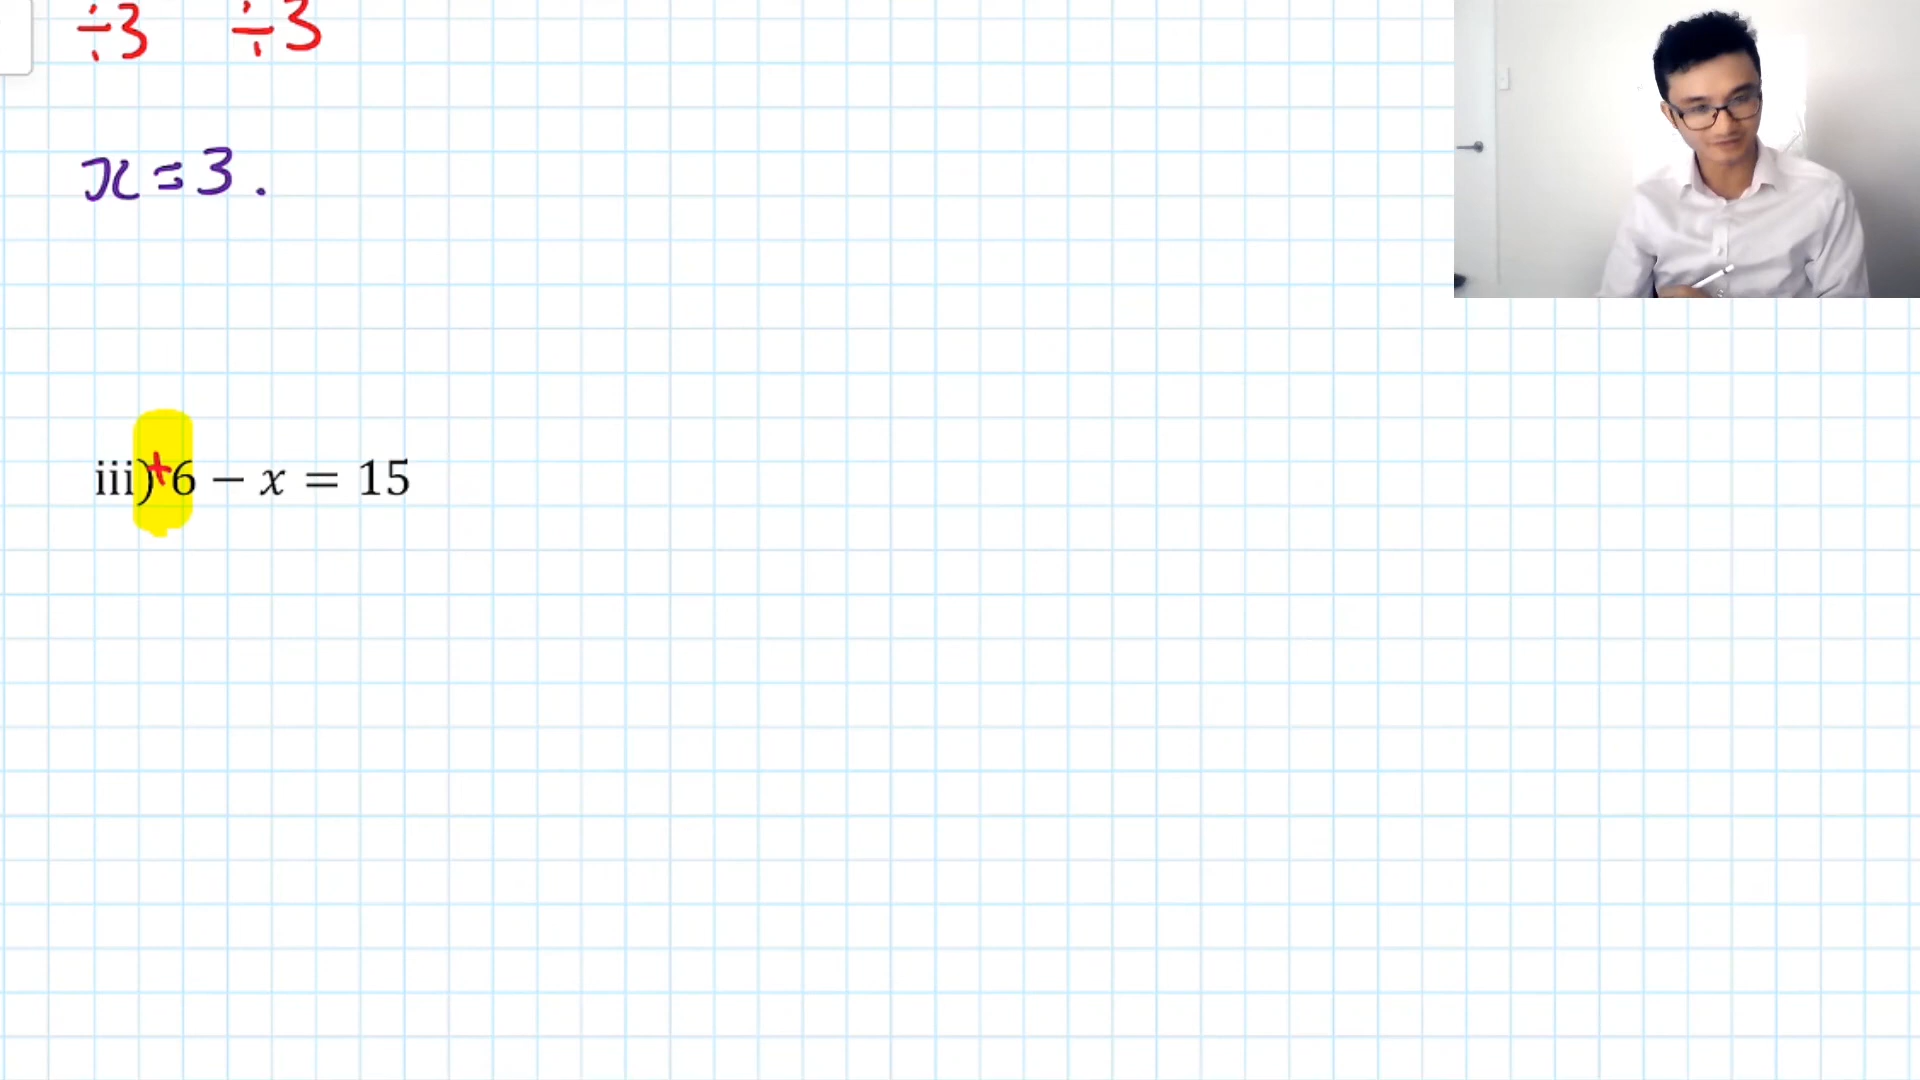 ÷3 ÷3
x = 3.
iii) +6 − x = 15